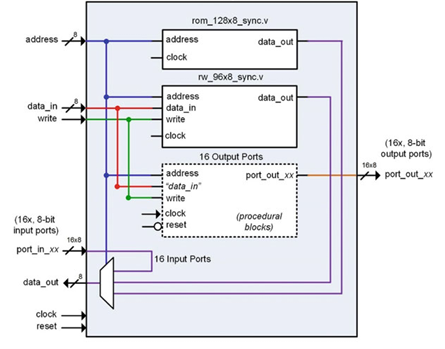 rom_128x8_sync.v
address
8
address
data_out
clock
rw_96x8_sync.v
address
data_out
data_in
8
data_in
write
write
clock
16 Output Ports
(16x, 8-bit
output ports)
address
port_out_xx
16x8
port_out_xx
"data_in"
write
clock
(procedural
blocks)
reset
(16x, 8-bit
input ports)
16x8
port_in_xx
16 Input Ports
data_out
8
clock
reset